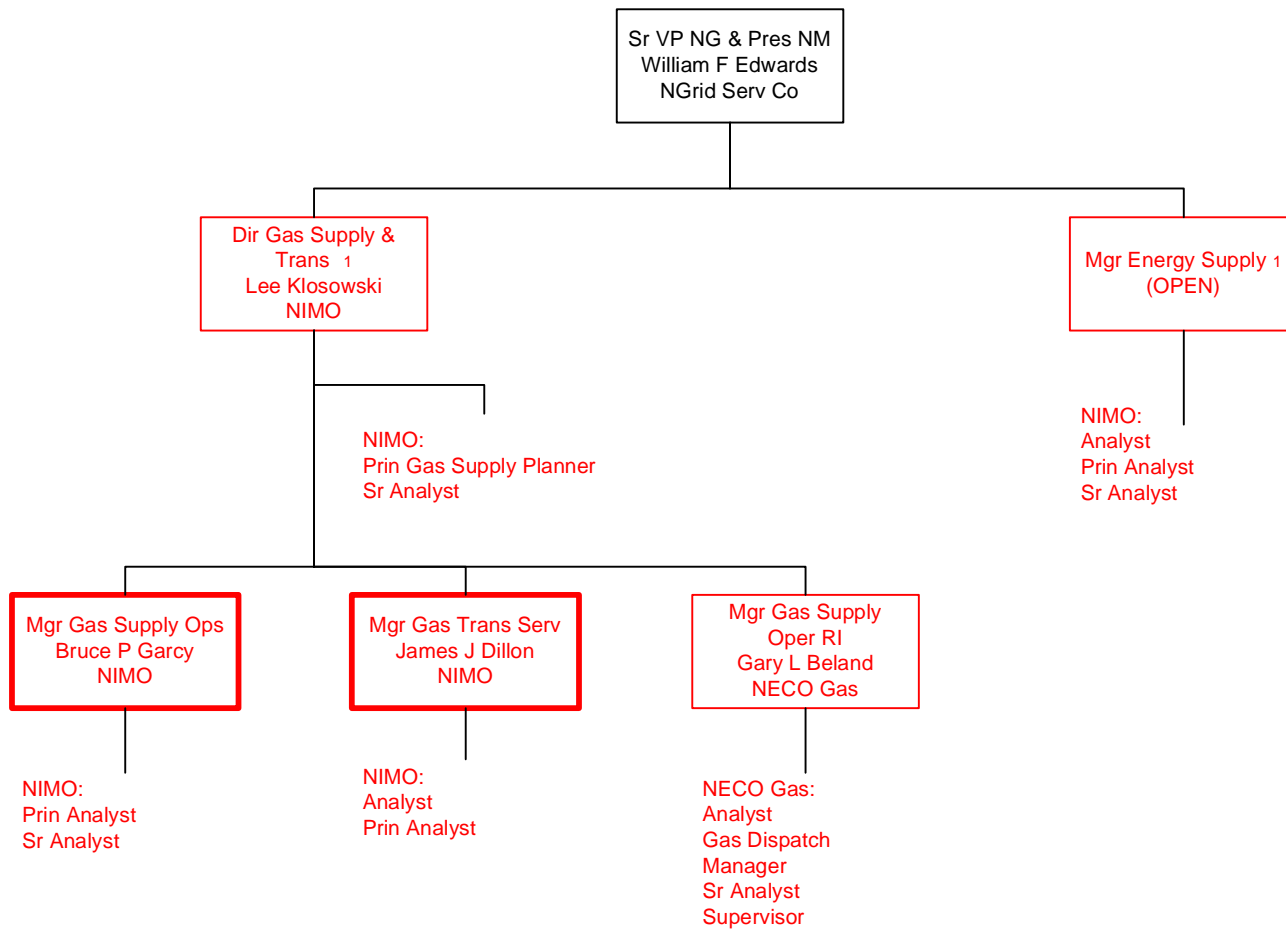 Sr VP NG & Pres NM
William F Edwards
NGrid Serv Co
Dir Gas Supply &
Trans 1
Lee Klosowski
NIMO
Mgr Energy Supply 1
(OPEN)
NIMO:
Prin Gas Supply Planner
Sr Analyst
NIMO:
Analyst
Prin Analyst
Sr Analyst
Mgr Gas Supply Ops
Bruce P Garcy
NIMO
Mgr Gas Trans Serv
James J Dillon
NIMO
Mgr Gas Supply
Oper RI
Gary L Beland
NECO Gas
NIMO:
Prin Analyst
Sr Analyst
NIMO:
Analyst
Prin Analyst
NECO Gas:
Analyst
Gas Dispatch
Manager
Sr Analyst
Supervisor